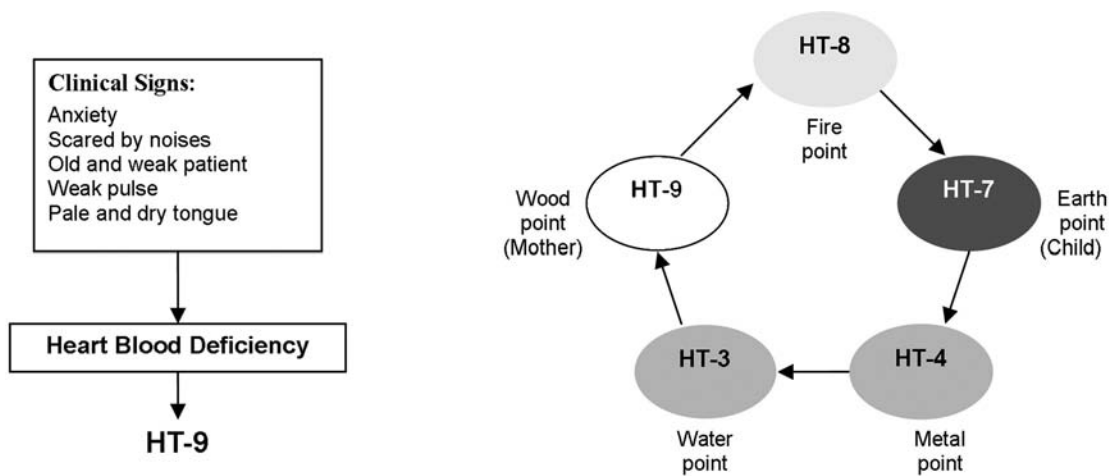 Clinical Signs:
Anxiety
Scared by noises
Old and weak patient
Weak pulse
Pale and dry tongue
Heart Blood Deficiency
HT-9
HT-8
Fire
point
HT-7
Earth
point
(Child)
HT-4
Metal
point
HT-3
Water
point
HT-9
Wood
point
(Mother)